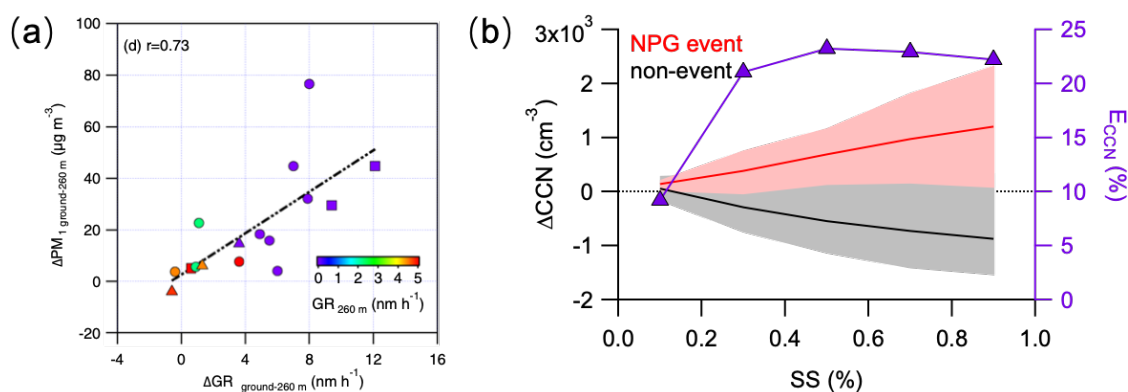 (a)
(d) r=0.73
ΔPM1 ground-260 m (μg m-3)
100
80
60
40
20
0
-20
0 1 2 3 4 5
GR 260 m (nm h-1)
-4 0 4 8 12 16
ΔGR ground-260 m (nm h-1)
(b)
NPG event
non-event
ΔCCN (cm-3)
3x10³
2
1
0
-1
-2
25
20
15
10
5
0
ECCN (%)
0.0 0.2 0.4 0.6 0.8 1.0
SS (%)